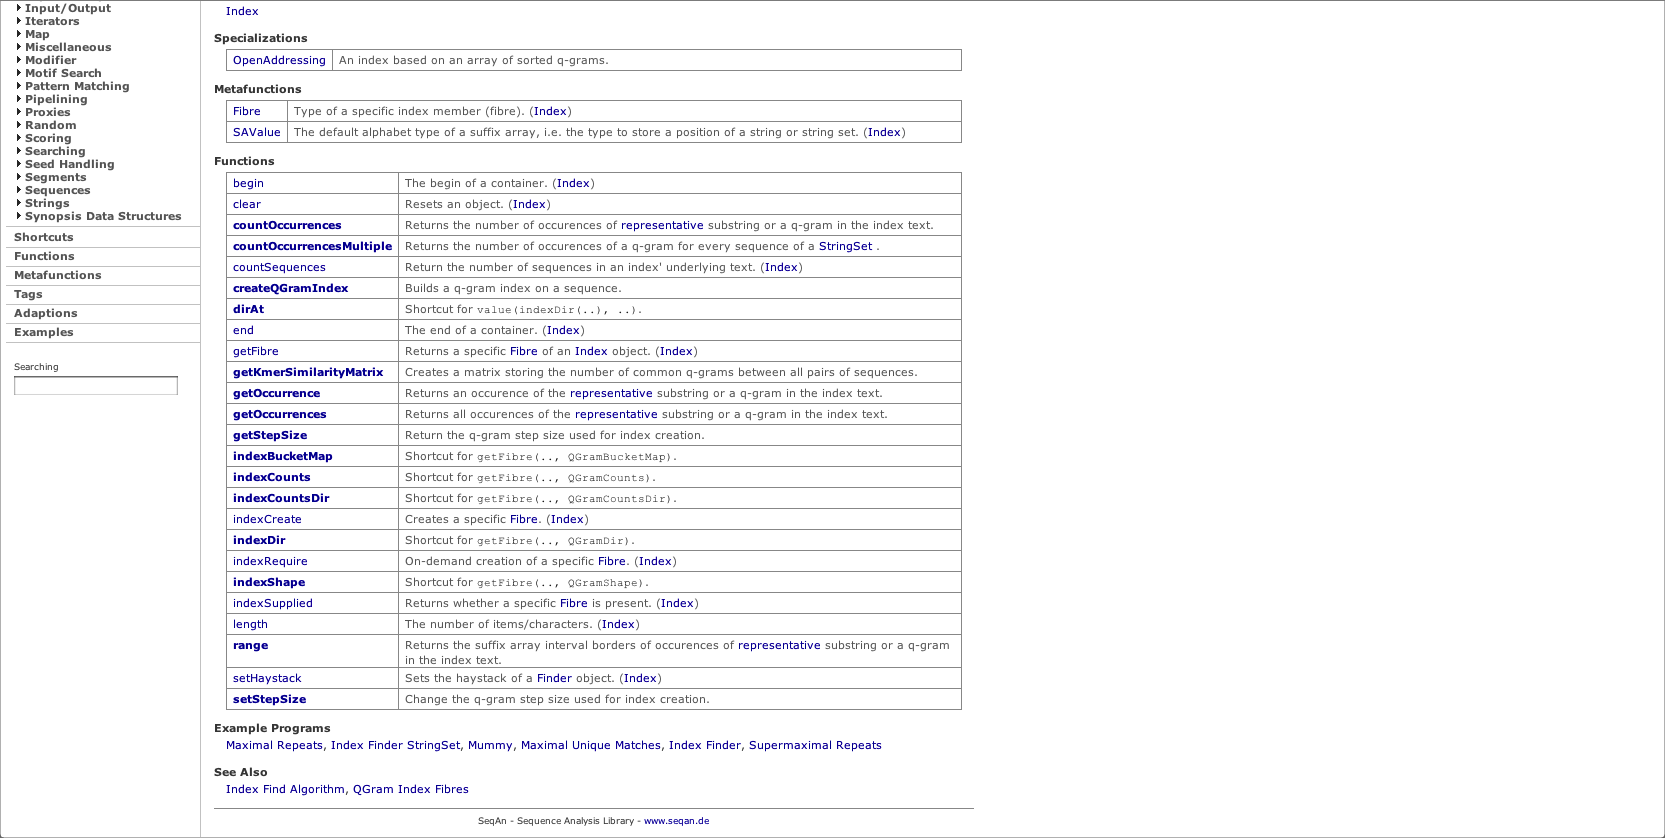 Input/Output
Iterators
Map
Miscellaneous
Modifier
Motif Search
Pattern Matching
Pipelining
Proxies
Random
Scoring
Searching
Seed Handling
Segments
Sequences
Strings
Synopsis Data Structures
Shortcuts
Functions
Metafunctions
Tags
Adaptions
Examples
Searching
Index
Specializations
OpenAddressing An index based on an array of sorted q-grams.
Metafunctions
Fibre Type of a specific index member (fibre). (Index)
SAValue The default alphabet type of a suffix array, i.e. the type to store a position of a string or string set. (Index)
Functions
begin The begin of a container. (Index)
clear Resets an object. (Index)
countOccurrences Returns the number of occurences of representative substring or a q-gram in the index text.
countOccurrencesMultiple Returns the number of occurences of a q-gram for every sequence of a StringSet .
countSequences Return the number of sequences in an index' underlying text. (Index)
createQGramIndex Builds a q-gram index on a sequence.
dirAt Shortcut for value(indexDir(..), ..).
end The end of a container. (Index)
getFibre Returns a specific Fibre of an Index object. (Index)
getKmerSimilarityMatrix Creates a matrix storing the number of common q-grams between all pairs of sequences.
getOccurrence Returns an occurence of the representative substring or a q-gram in the index text.
getOccurrences Returns all occurences of the representative substring or a q-gram in the index text.
getStepSize Return the q-gram step size used for index creation.
indexBucketMap Shortcut for getFibre(.., QGramBucketMap).
indexCounts Shortcut for getFibre(.., QGramCounts).
indexCountsDir Shortcut for getFibre(.., QGramCountsDir).
indexCreate Creates a specific Fibre. (Index)
indexDir Shortcut for getFibre(.., QGramDir).
indexRequire On-demand creation of a specific Fibre. (Index)
indexShape Shortcut for getFibre(.., QGramShape).
indexSupplied Returns whether a specific Fibre is present. (Index)
length The number of items/characters. (Index)
range Returns the suffix array interval borders of occurences of representative substring or a q-gram
in the index text.
setHaystack Sets the haystack of a Finder object. (Index)
setStepSize Change the q-gram step size used for index creation.
Example Programs
Maximal Repeats, Index Finder StringSet, Mummy, Maximal Unique Matches, Index Finder, Supermaximal Repeats
See Also
Index Find Algorithm, QGram Index Fibres
SeqAn - Sequence Analysis Library - www.seqan.de